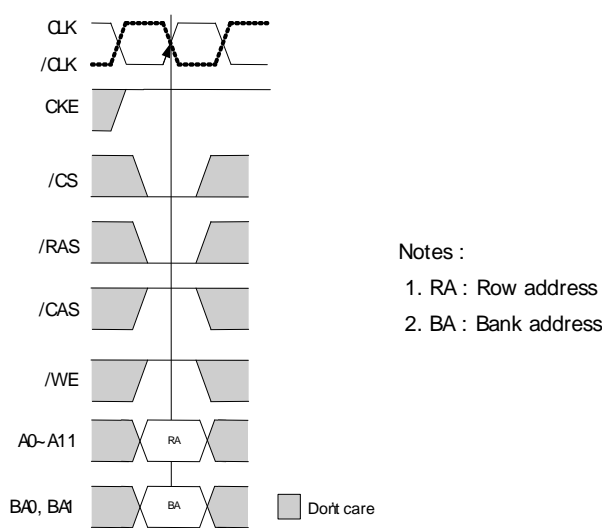 CLK
/CLK
CKE
/CS
/RAS
/CAS
/WE
A0~A11
RA
BA0, BA1
BA
Don't care
Notes :
1. RA : Row address
2. BA : Bank address